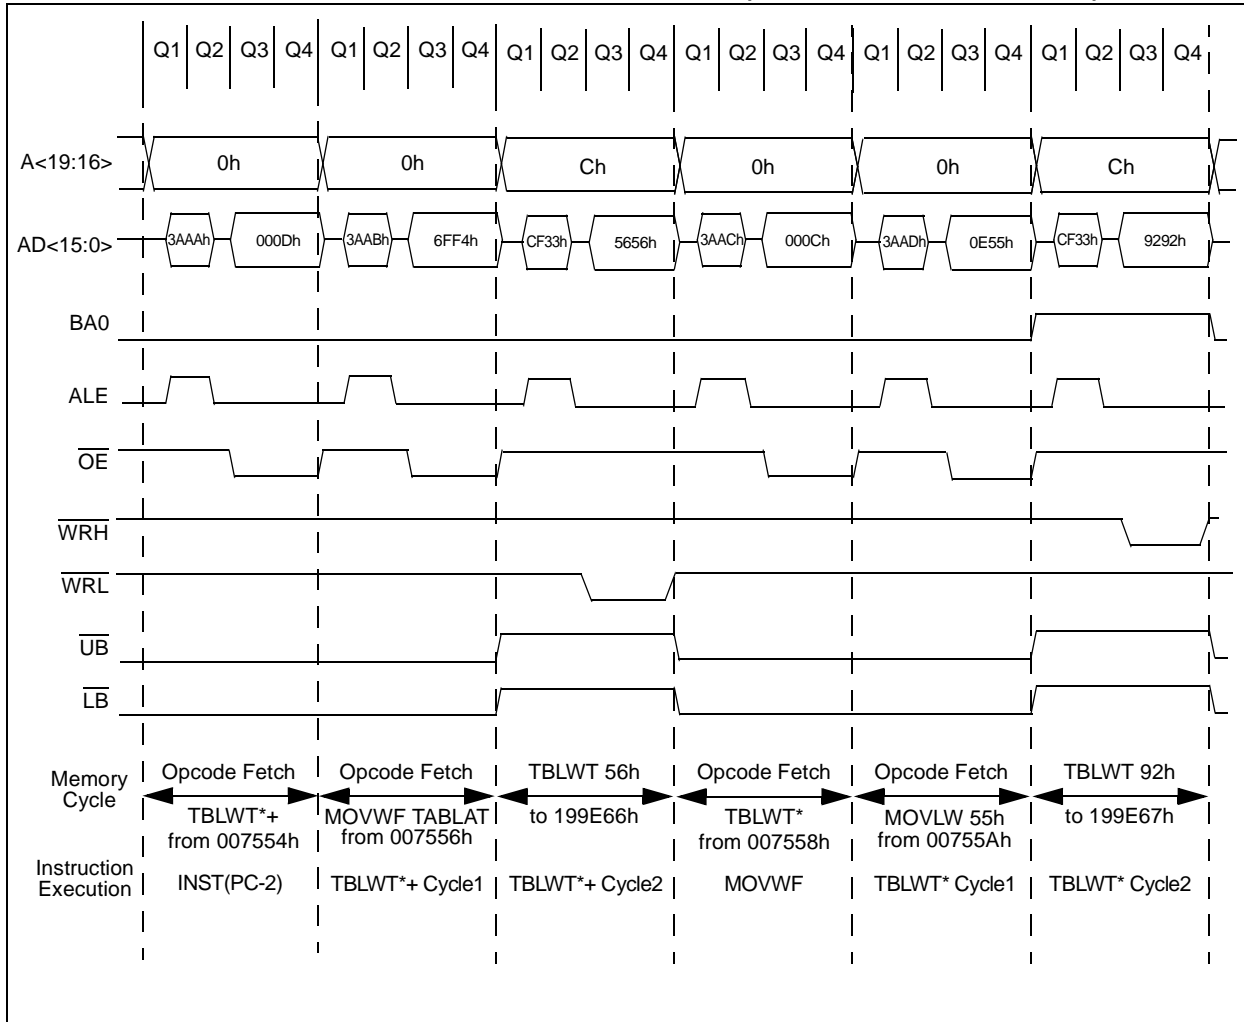 Q1 Q2 Q3 Q4 Q1 Q2 Q3 Q4 Q1 Q2 Q3 Q4 Q1 Q2 Q3 Q4 Q1 Q2 Q3 Q4 Q1 Q2 Q3 Q4
A<19:16> 0h 0h Ch 0h 0h Ch
AD<15:0> 3AAAh 000Dh 3AABh 6FF4h CF33h 5656h 3AACh 000Ch 3AADh 0E55h CF33h 9292h
BA0
ALE
OE
WRH
WRL
UB
LB
Memory Cycle
Opcode Fetch
TBLWT*+
from 007554h
Opcode Fetch
MOVWF TABLAT
from 007556h
TBLWT 56h
to 199E66h
Opcode Fetch
TBLWT*
from 007558h
Opcode Fetch
MOVLW 55h
from 00755Ah
TBLWT 92h
to 199E67h
Instruction Execution
INST(PC-2) TBLWT*+ Cycle1 TBLWT*+ Cycle2 MOVWF TBLWT* Cycle1 TBLWT* Cycle2